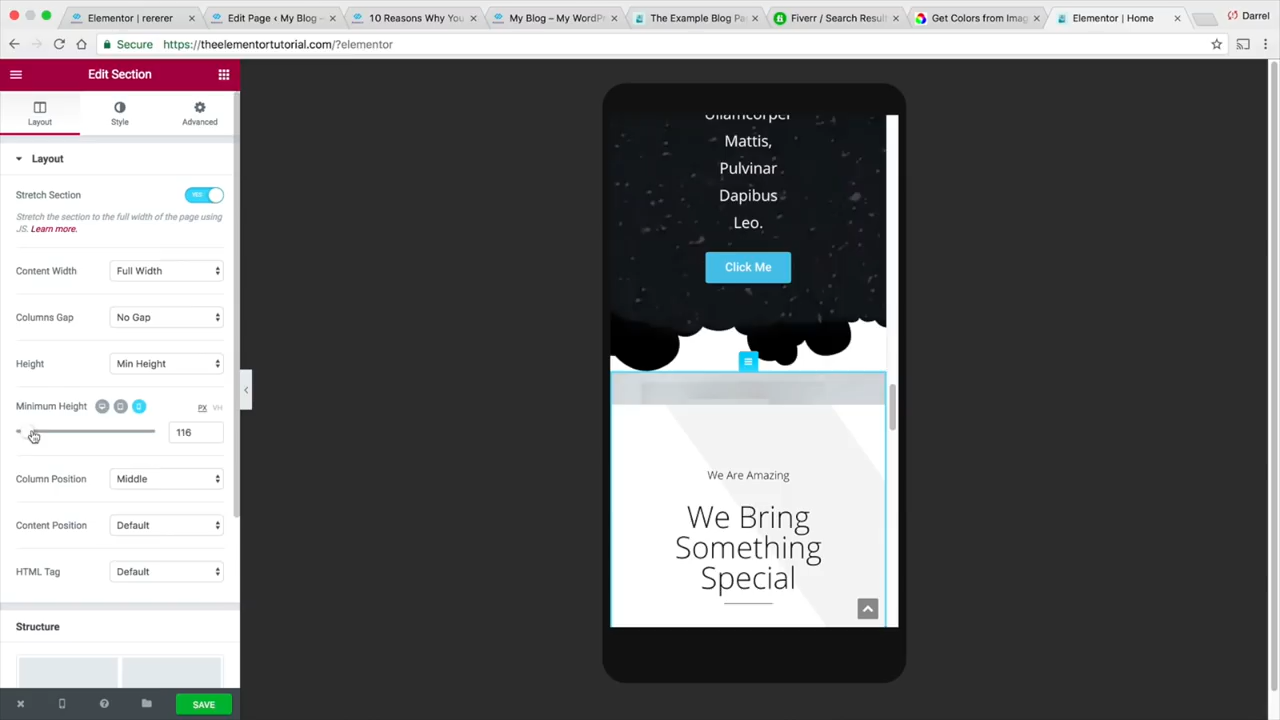 Elementor | rererer
Edit Page ‹ My Blog –
10 Reasons Why You
My Blog – My WordP
The Example Blog Pa
Fiverr / Search Resul
Get Colors from Imag
Elementor | Home
Darrel
Secure
https://theelementortutorial.com/?elementor
Edit Section
Layout
Style
Advanced
Layout
Stretch Section
YES
Stretch the section to the full width of the page using
JS. Learn more.
Content Width
Full Width
Columns Gap
No Gap
Height
Min Height
Minimum Height
PX
VH
116
Column Position
Middle
Content Position
Default
HTML Tag
Default
Structure
SAVE
Ullamcorper
Mattis,
Pulvinar
Dapibus
Leo.
Click Me
We Are Amazing
We Bring
Something
Special